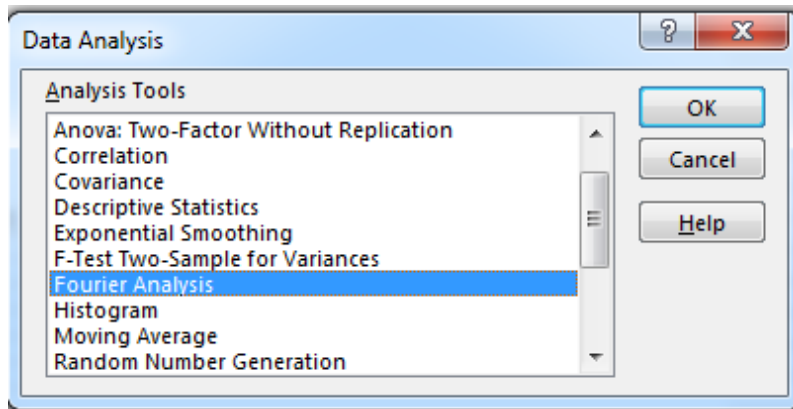 Data Analysis
?
X
Analysis Tools
Anova: Two-Factor Without Replication
Correlation
Covariance
Descriptive Statistics
Exponential Smoothing
F-Test Two-Sample for Variances
Fourier Analysis
Histogram
Moving Average
Random Number Generation
OK
Cancel
Help